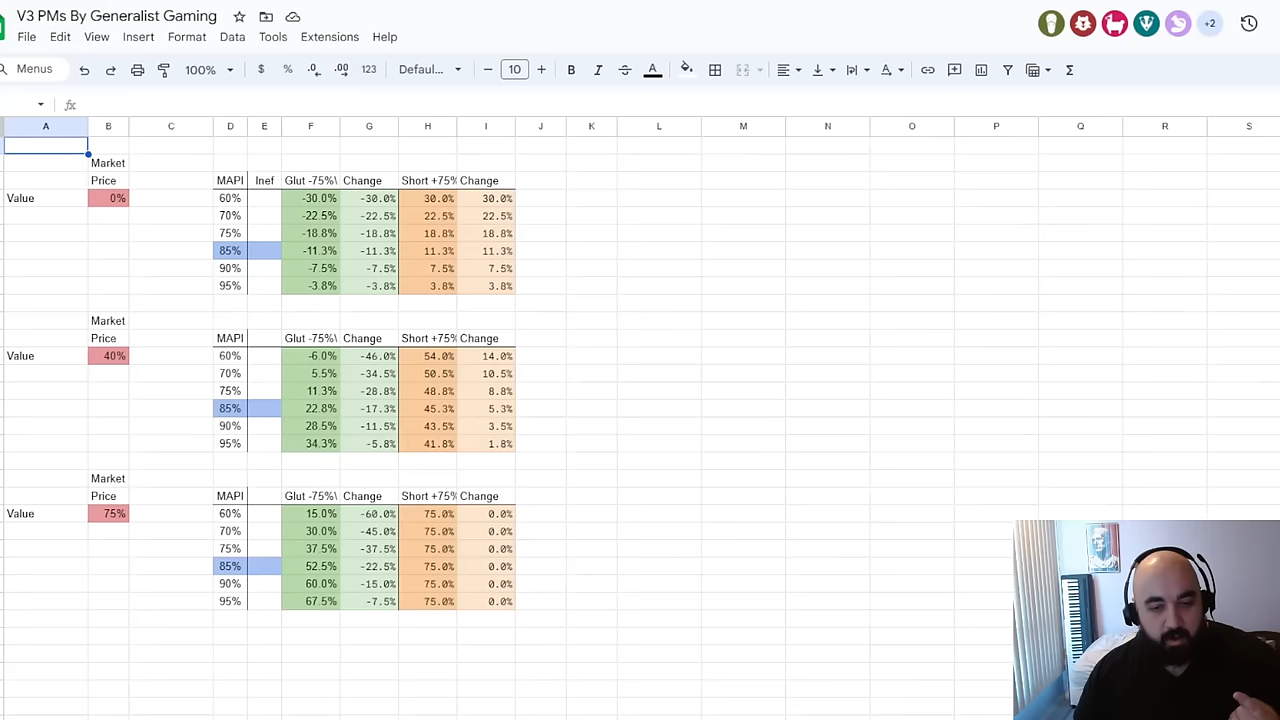 V3 PMs By Generalist Gaming
File Edit View Insert Format Data Tools Extensions Help
+2
Menus 100% $ % .0 .00 123 Defaul... 10 B I A
fx
A B C D E F G H I J K L M N O P Q R S
Market
Price MAPI Inef Glut -75%\ Change Short +75% Change
Value 0% 60% -30.0% -30.0% 30.0% 30.0%
70% -22.5% -22.5% 22.5% 22.5%
75% -18.8% -18.8% 18.8% 18.8%
85% -11.3% -11.3% 11.3% 11.3%
90% -7.5% -7.5% 7.5% 7.5%
95% -3.8% -3.8% 3.8% 3.8%
Market
Price MAPI Glut -75%\ Change Short +75% Change
Value 40% 60% -6.0% -46.0% 54.0% 14.0%
70% 5.5% -34.5% 50.5% 10.5%
75% 11.3% -28.8% 48.8% 8.8%
85% 22.8% -17.3% 45.3% 5.3%
90% 28.5% -11.5% 43.5% 3.5%
95% 34.3% -5.8% 41.8% 1.8%
Market
Price MAPI Glut -75%\ Change Short +75% Change
Value 75% 60% 15.0% -60.0% 75.0% 0.0%
70% 30.0% -45.0% 75.0% 0.0%
75% 37.5% -37.5% 75.0% 0.0%
85% 52.5% -22.5% 75.0% 0.0%
90% 60.0% -15.0% 75.0% 0.0%
95% 67.5% -7.5% 75.0% 0.0%